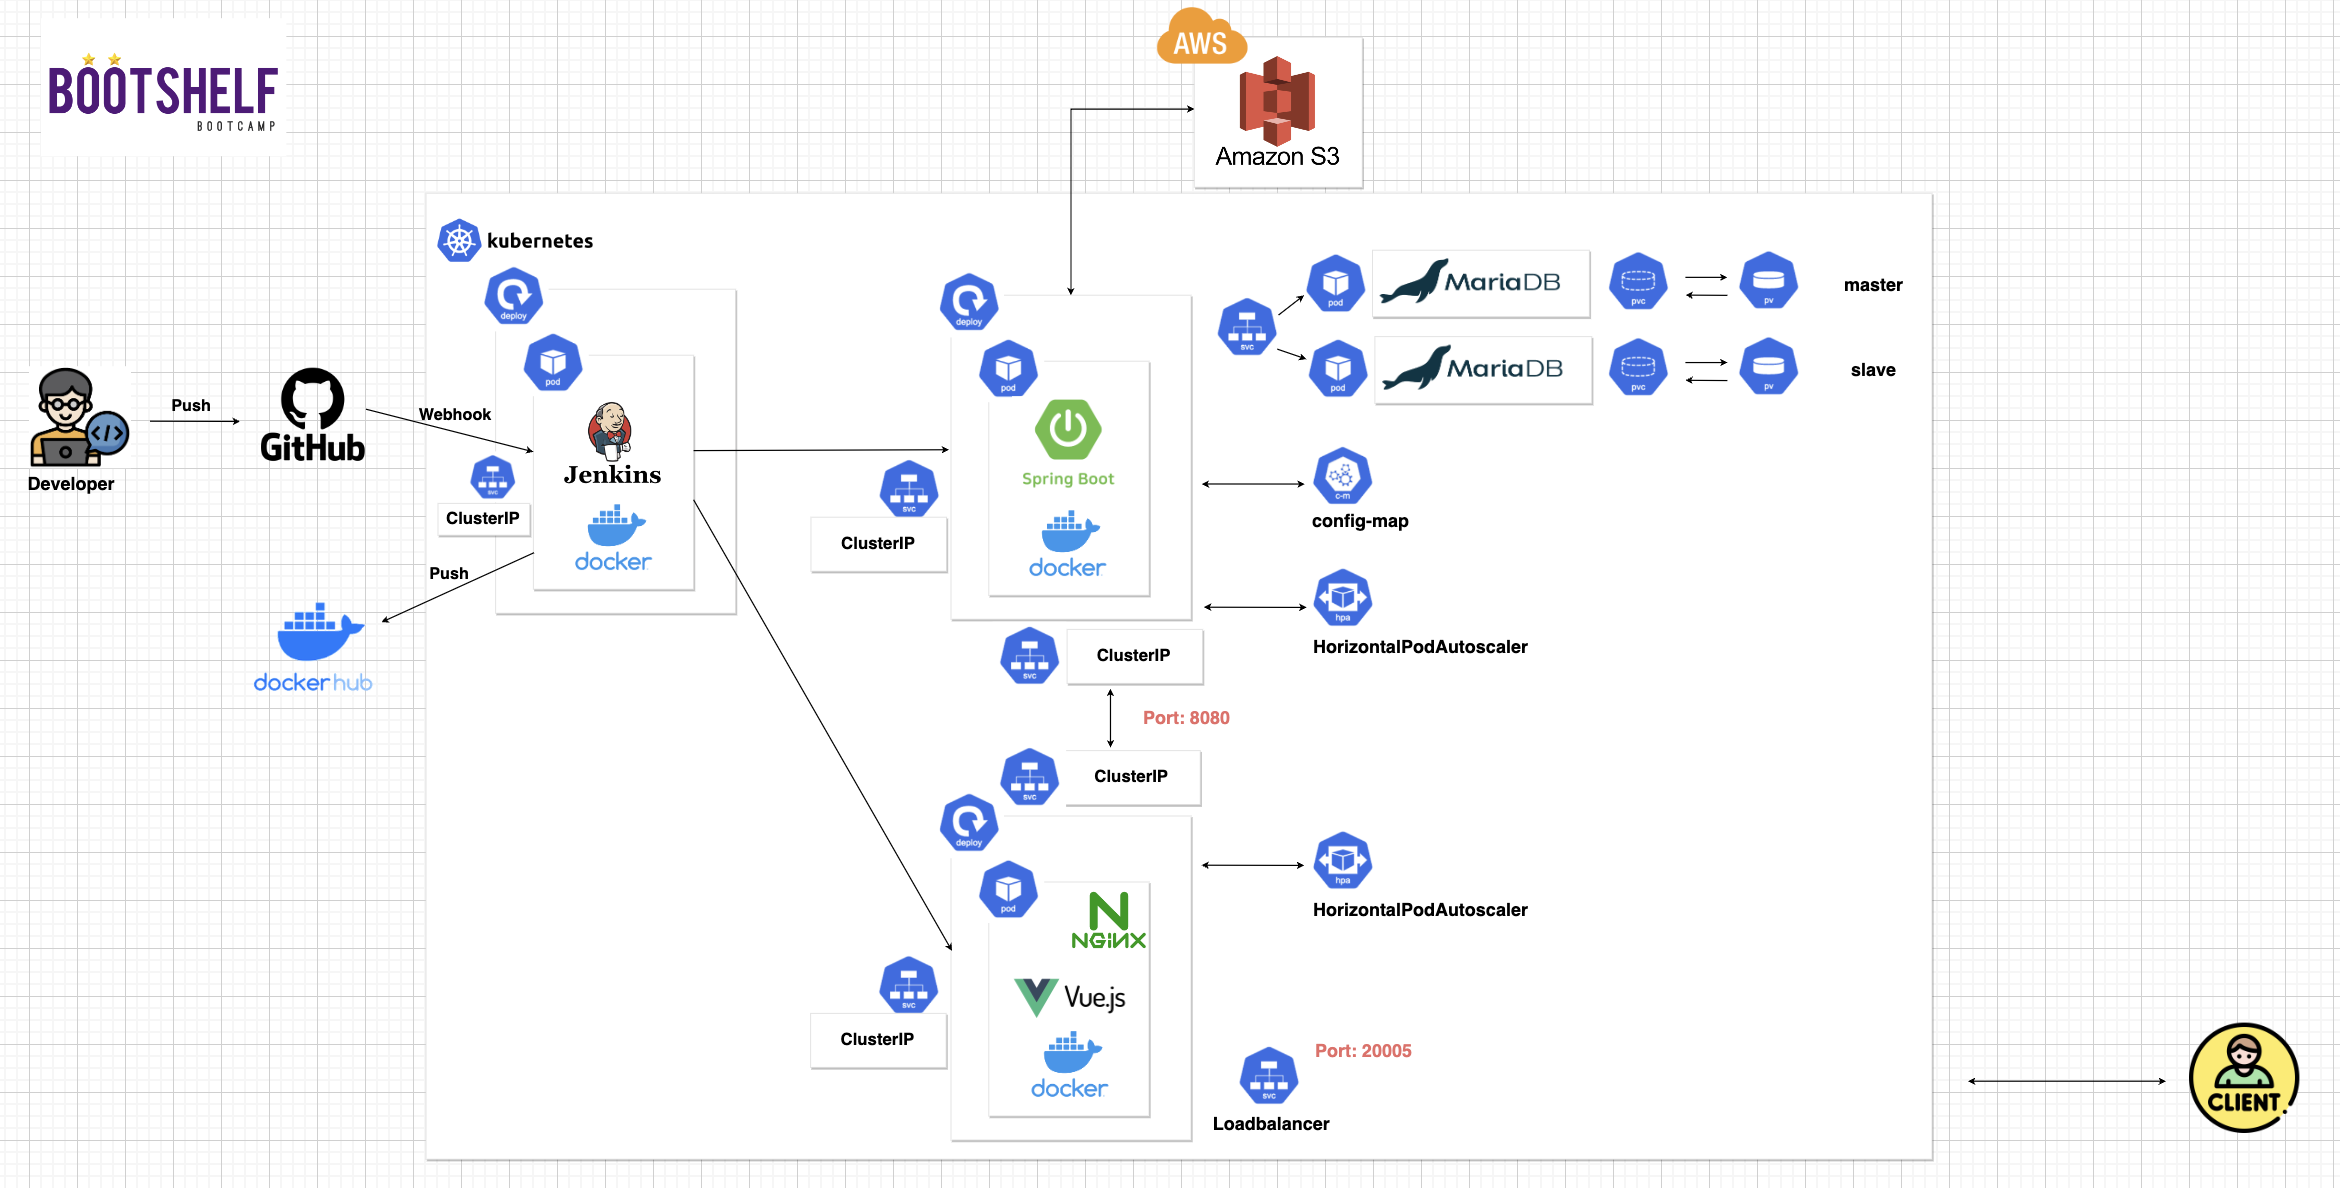 BOOTSHELF
BOOTCAMP
AWS
Amazon S3
kubernetes
deploy
pod
Developer
Push
GitHub
Webhook
svc
ClusterIP
Jenkins
docker
Push
dockerhub
deploy
pod
Spring Boot
docker
svc
ClusterIP
svc
pod
MariaDB
pvc
pv
master
pod
MariaDB
pvc
pv
slave
c-m
config-map
hpa
HorizontalPodAutoscaler
svc
ClusterIP
Port: 8080
svc
ClusterIP
deploy
pod
NGINX
Vue.js
docker
hpa
HorizontalPodAutoscaler
svc
ClusterIP
svc
Port: 20005
Loadbalancer
CLIENT